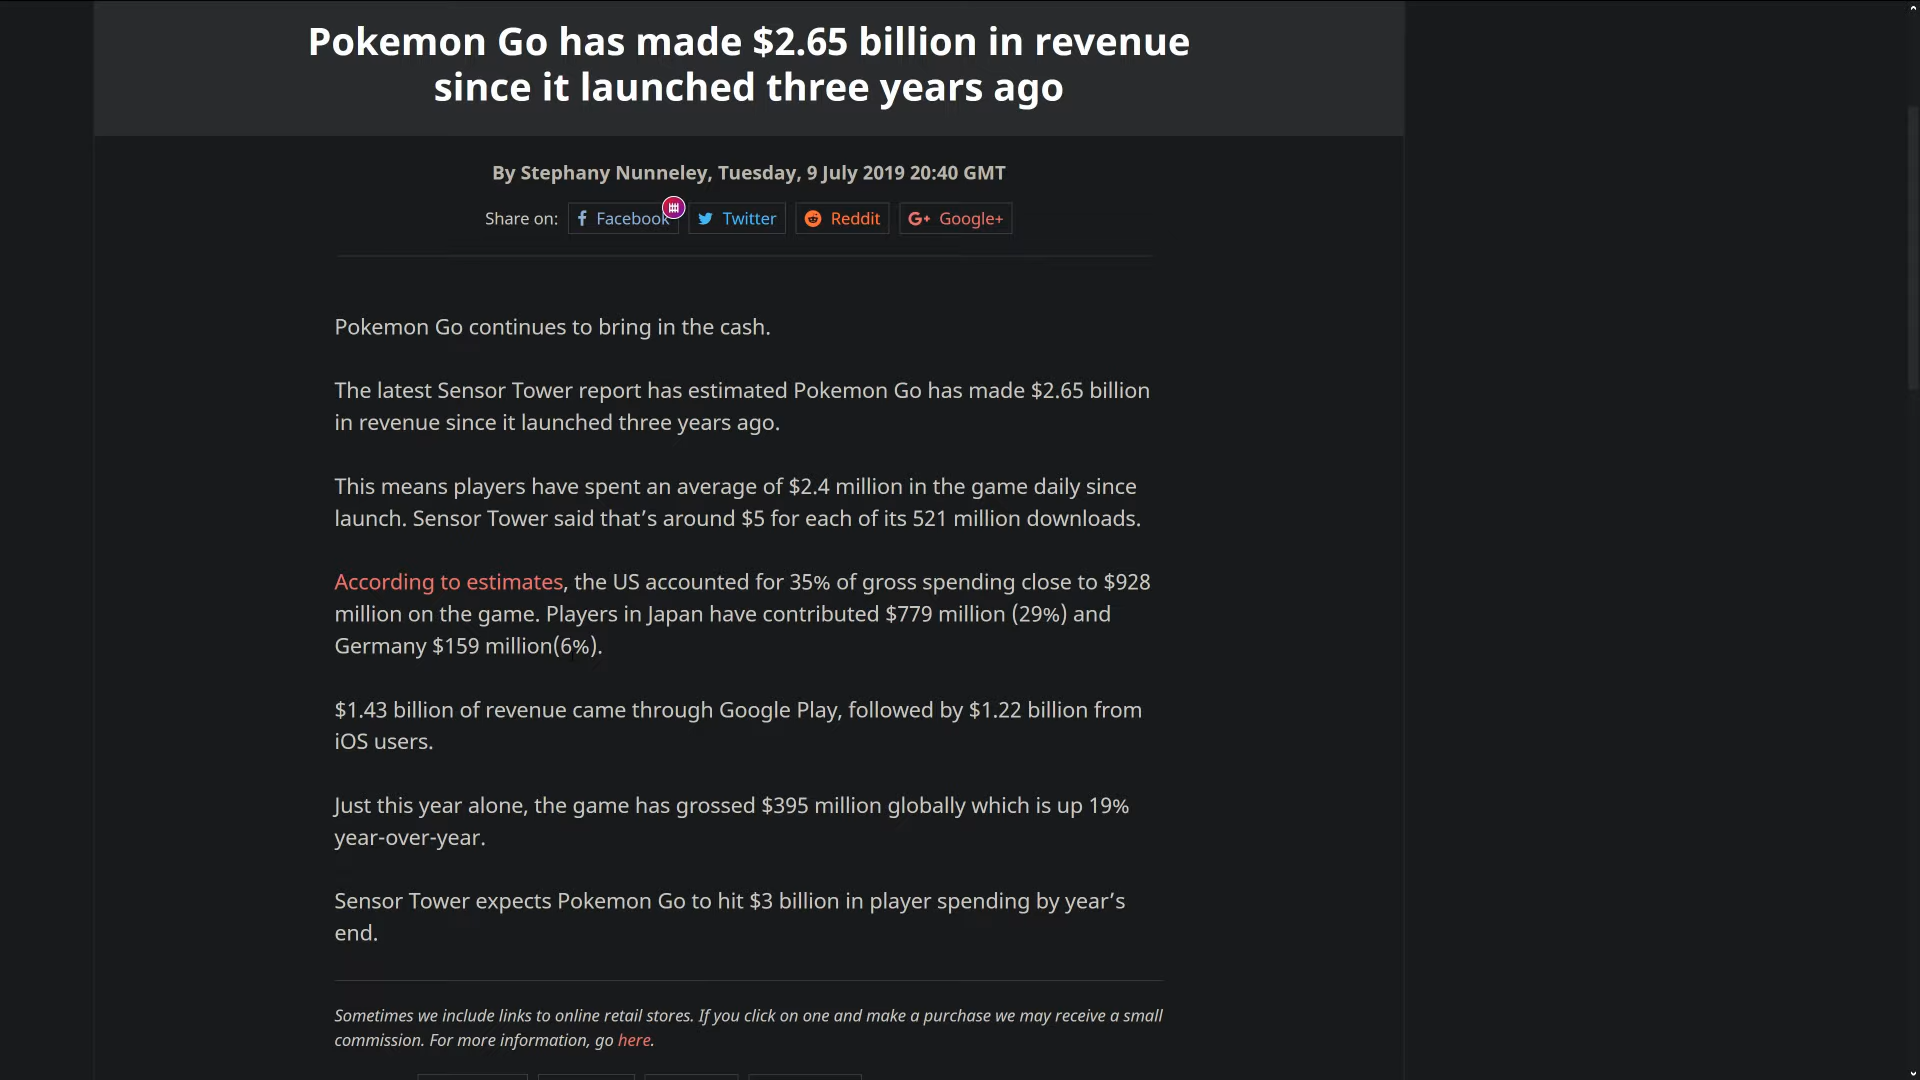 Pokemon Go has made $2.65 billion in revenue
since it launched three years ago
By Stephany Nunneley, Tuesday, 9 July 2019 20:40 GMT
Share on: Facebook Twitter Reddit G+ Google+
Pokemon Go continues to bring in the cash.
The latest Sensor Tower report has estimated Pokemon Go has made $2.65 billion
in revenue since it launched three years ago.
This means players have spent an average of $2.4 million in the game daily since
launch. Sensor Tower said that’s around $5 for each of its 521 million downloads.
According to estimates, the US accounted for 35% of gross spending close to $928
million on the game. Players in Japan have contributed $779 million (29%) and
Germany $159 million(6%).
$1.43 billion of revenue came through Google Play, followed by $1.22 billion from
iOS users.
Just this year alone, the game has grossed $395 million globally which is up 19%
year-over-year.
Sensor Tower expects Pokemon Go to hit $3 billion in player spending by year’s
end.
Sometimes we include links to online retail stores. If you click on one and make a purchase we may receive a small
commission. For more information, go here.